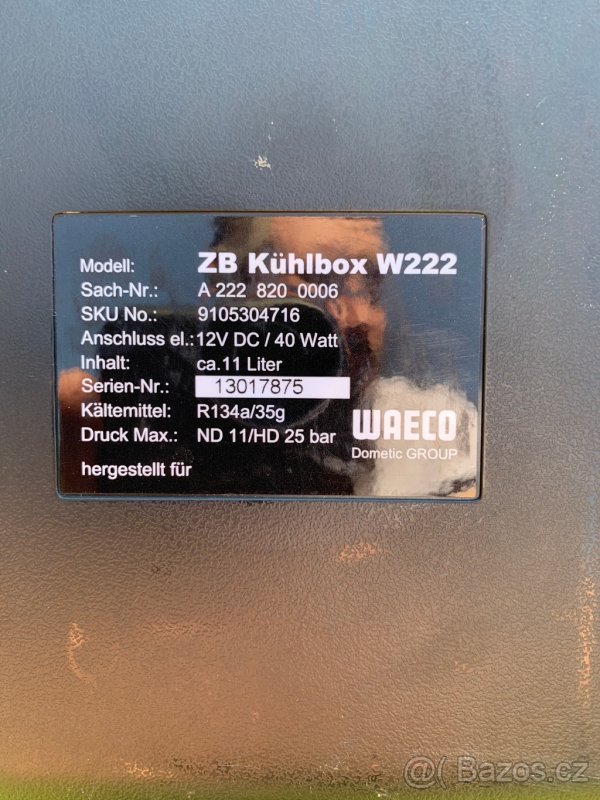 Modell: ZB Kühlbox W222
Sach-Nr.: A 222 820 0006
SKU No.: 9105304716
Anschluss el.: 12V DC / 40 Watt
Inhalt: ca.11 Liter
Serien-Nr.: 13017875
Kältemittel: R134a/35g
Druck Max.: ND 11/HD 25 bar
WAECO
Dometic GROUP
hergestellt für
Bazos.cz